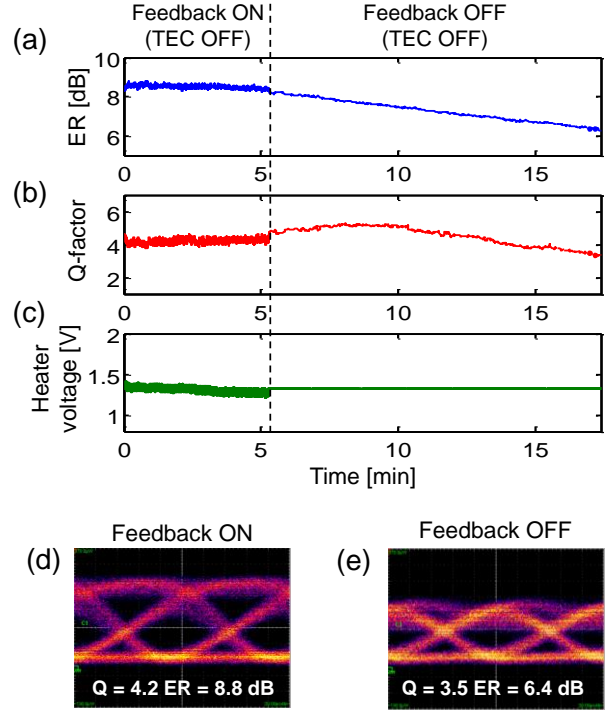 Feedback ON
(TEC OFF)
Feedback OFF
(TEC OFF)
(a)
ER [dB]
10
8
6
0
5
10
15
(b)
Q-factor
6
4
2
0
5
10
15
(c)
Heater
voltage [V]
2
1.5
1
0
5
10
15
Time [min]
Feedback ON
(d)
Q = 4.2 ER = 8.8 dB
Feedback OFF
(e)
Q = 3.5 ER = 6.4 dB